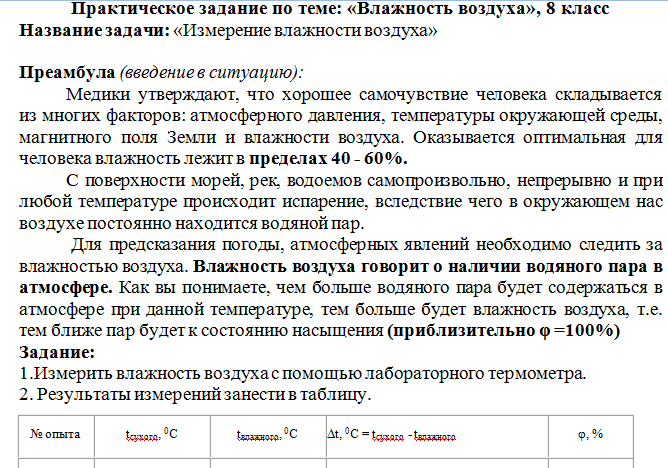 Практическое задание по теме: «Влажность воздуха», 8 класс
Название задачи: «Измерение влажности воздуха»
Преамбула (введение в ситуацию):
Медики утверждают, что хорошее самочувствие человека складывается
из многих факторов: атмосферного давления, температуры окружающей среды,
магнитного поля Земли и влажности воздуха. Оказывается оптимальная для
человека влажность лежит в пределах 40 - 60%.
С поверхности морей, рек, водоемов самопроизвольно, непрерывно и при
любой температуре происходит испарение, вследствие чего в окружающем нас
воздухе постоянно находится водяной пар.
Для предсказания погоды, атмосферных явлений необходимо следить за
влажностью воздуха. Влажность воздуха говорит о наличии водяного пара в
атмосфере. Как вы понимаете, чем больше водяного пара будет содержаться в
атмосфере при данной температуре, тем больше будет влажность воздуха, т.е.
тем ближе пар будет к состоянию насыщения (приблизительно φ =100%)
Задание:
1.Измерить влажность воздуха с помощью лабораторного термометра.
2. Результаты измерений занести в таблицу.
№ опыта tсухого, ⁰C tвлажного, ⁰C Δt, ⁰C = tсухого - tвлажного φ, %